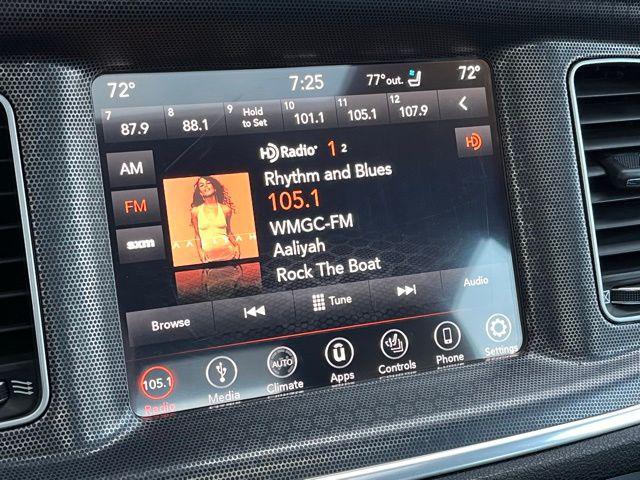 72° 7:25 77° out. 72°
7 87.9 8 88.1 9 Hold to Set 10 101.1 11 105.1 12 107.9
HD Radio 1 2 HD
AM
FM
sxm
AALIYAH
Rhythm and Blues
105.1
WMGC-FM
Aaliyah
Rock The Boat
Browse Tune Audio
105.1 AUTO U
Radio Media Climate Apps Controls Phone Settings